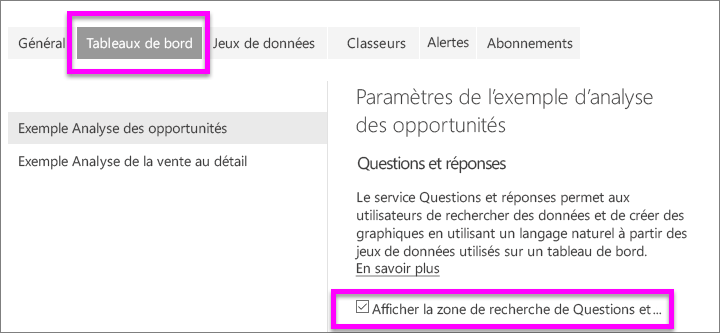 Général Tableaux de bord Jeux de données Classeurs Alertes Abonnements
Exemple Analyse des opportunités
Exemple Analyse de la vente au détail
Paramètres de l'exemple d'analyse
des opportunités
Questions et réponses
Le service Questions et réponses permet aux
utilisateurs de rechercher des données et de créer des
graphiques en utilisant un langage naturel à partir des
jeux de données utilisés sur un tableau de bord.
En savoir plus
Afficher la zone de recherche de Questions et...